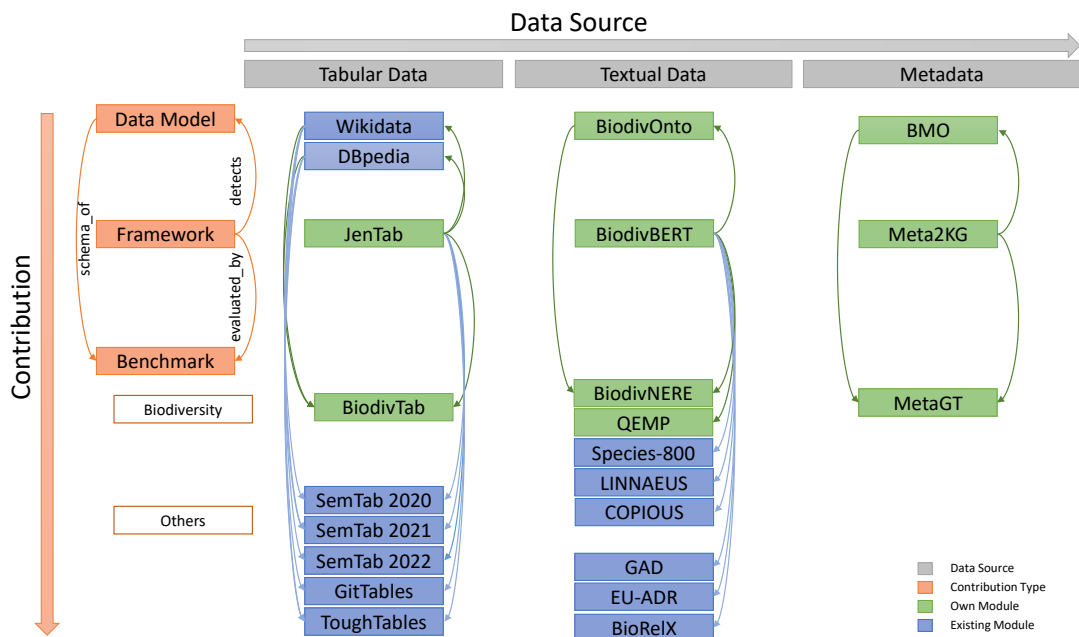 Data Source
Tabular Data
Textual Data
Metadata
Contribution
Data Model
Framework
Benchmark
schema_of
detects
evaluated_by
Biodiversity
Others
Wikidata
DBpedia
JenTab
BiodivTab
SemTab 2020
SemTab 2021
SemTab 2022
GitTables
ToughTables
BiodivOnto
BiodivBERT
BiodivNERE
QEMP
Species-800
LINNAEUS
COPIOUS
GAD
EU-ADR
BioRelX
BMO
Meta2KG
MetaGT
Data Source
Contribution Type
Own Module
Existing Module